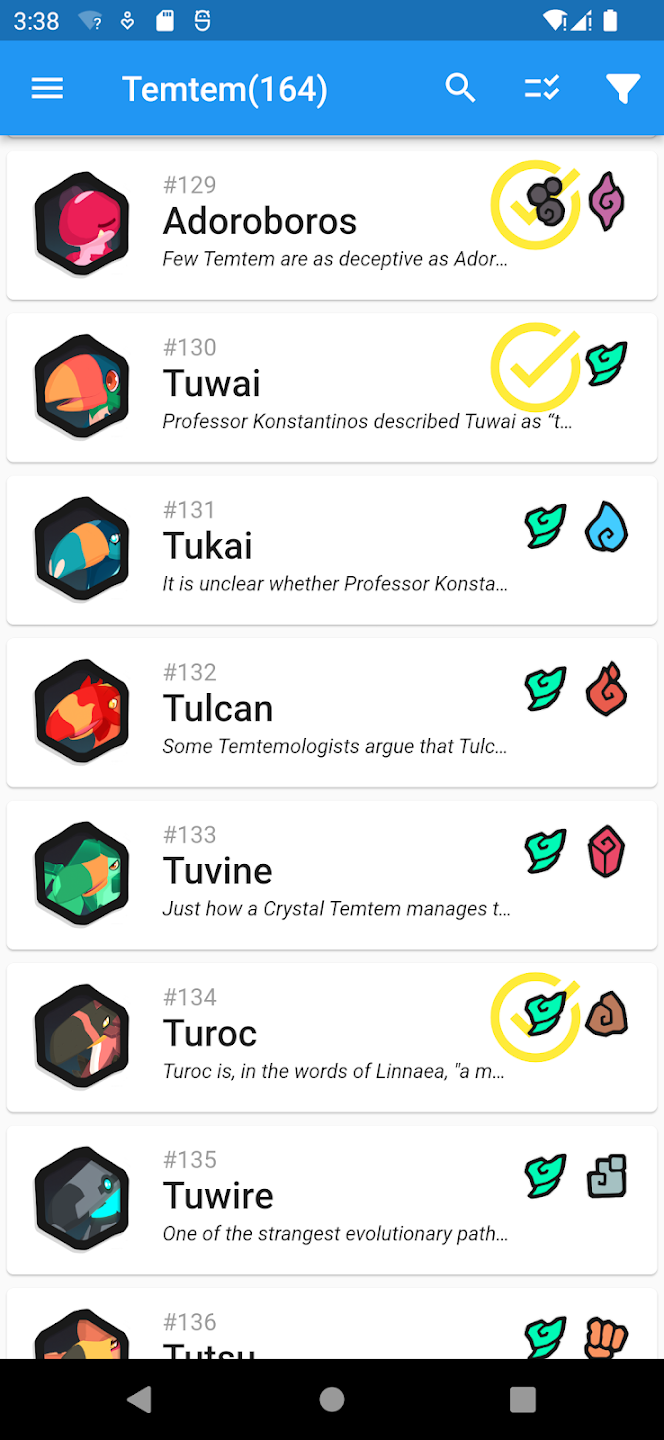 3:38
Temtem(164)
#129
Adoroboros
Few Temtem are as deceptive as Ador...
#130
Tuwai
Professor Konstantinos described Tuwai as “t...
#131
Tukai
It is unclear whether Professor Konsta...
#132
Tulcan
Some Temtemologists argue that Tulc...
#133
Tuvine
Just how a Crystal Temtem manages t...
#134
Turoc
Turoc is, in the words of Linnaea, "a m...
#135
Tuwire
One of the strangest evolutionary path...
#136
Tutsu